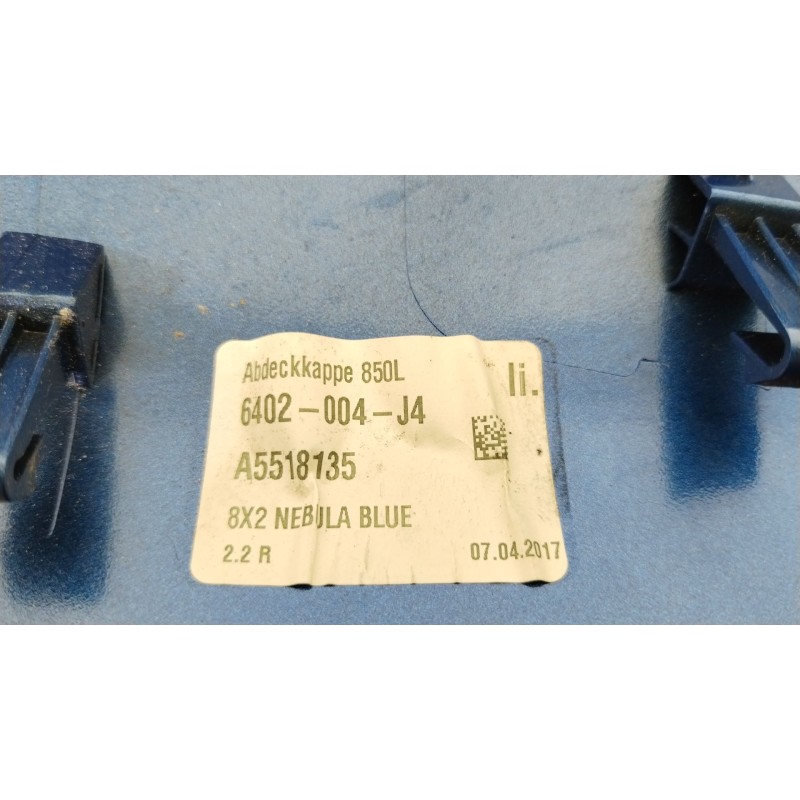 Abdeckkappe 850L li.
6402-004-J4
A5518135
8X2 NEBULA BLUE
2.2 R 07.04.2017